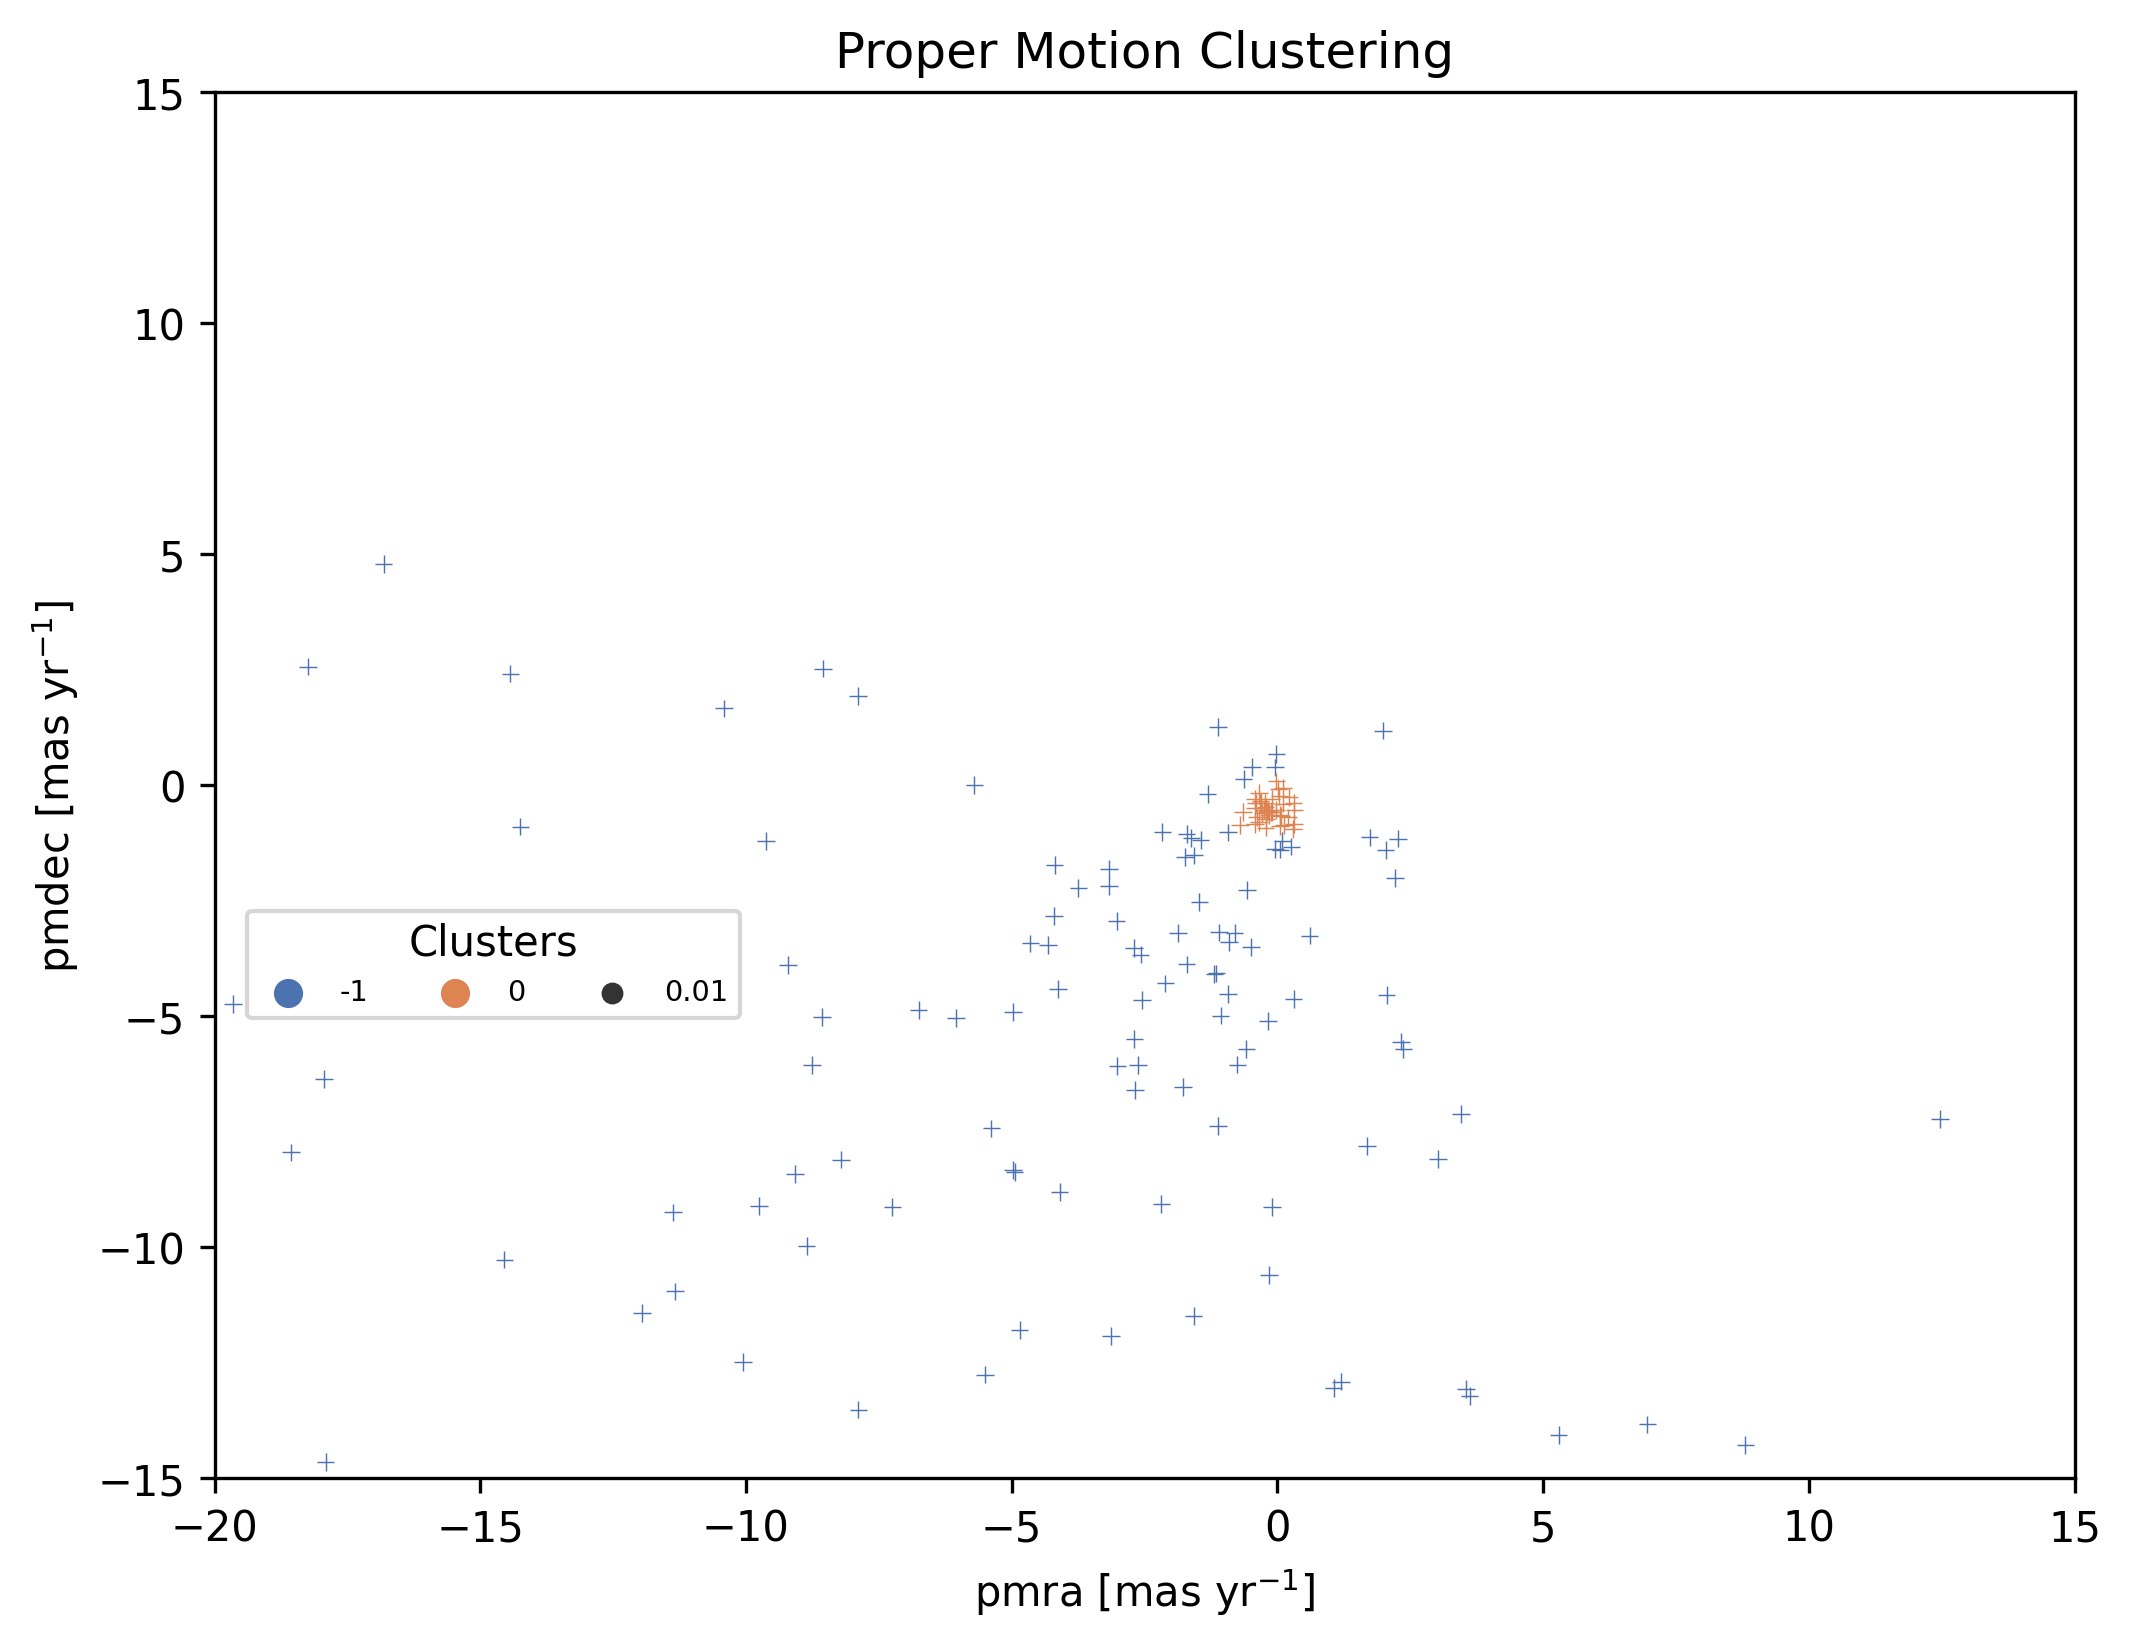 Proper Motion Clustering
15
10
5
0
−5
−10
−15
pmdec [mas yr⁻¹]
Clusters
-1 0 0.01
−20 −15 −10 −5 0 5 10 15
pmra [mas yr⁻¹]